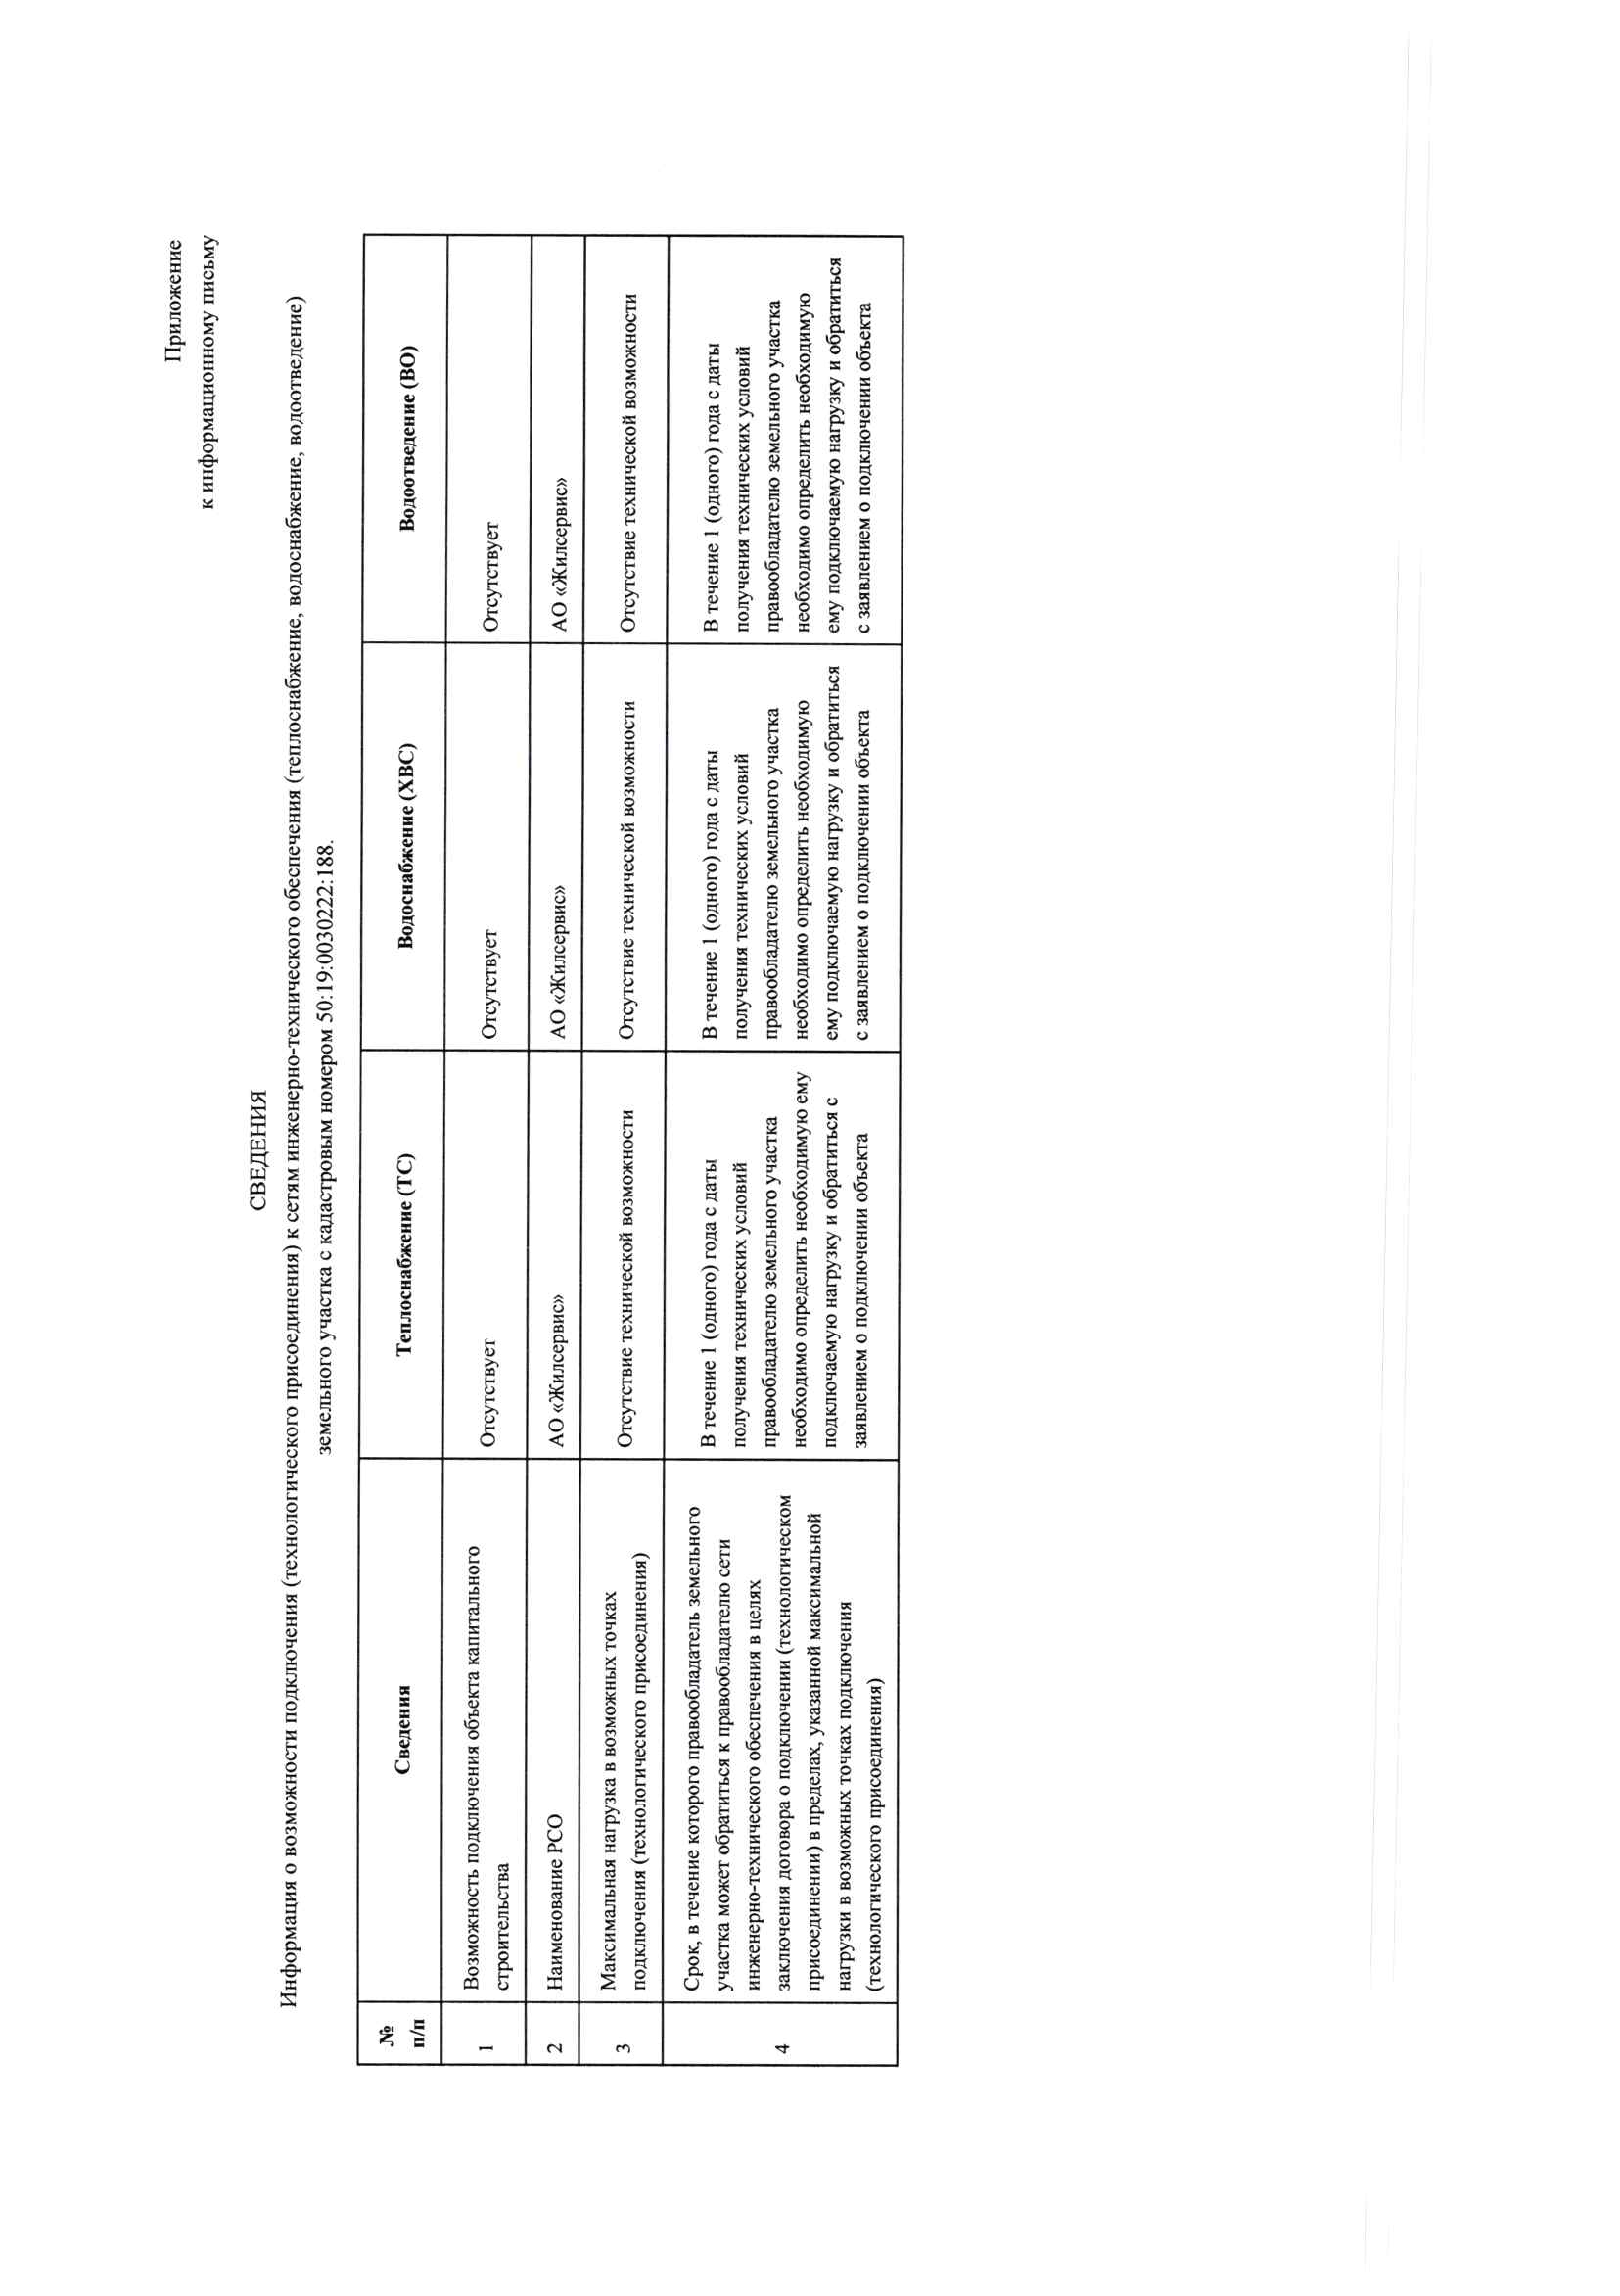 Приложение
к информационному письму
СВЕДЕНИЯ
Информация о возможности подключения (технологического присоединения) к сетям инженерно-технического обеспечения (теплоснабжение, водоснабжение, водоотведение)
земельного участка с кадастровым номером 50:19:0030222:188.
№
п/п
Сведения
Теплоснабжение (ТС)
Водоснабжение (ХВС)
Водоотведение (ВО)
1
Возможность подключения объекта капитального
строительства
Отсутствует
Отсутствует
Отсутствует
2
Наименование РСО
АО «Жилсервис»
АО «Жилсервис»
АО «Жилсервис»
3
Максимальная нагрузка в возможных точках
подключения (технологического присоединения)
Отсутствие технической возможности
Отсутствие технической возможности
Отсутствие технической возможности
4
Срок, в течение которого правообладатель земельного
участка может обратиться к правообладателю сети
инженерно-технического обеспечения в целях
заключения договора о подключении (технологическом
присоединении) в пределах, указанной максимальной
нагрузки в возможных точках подключения
(технологического присоединения)
В течение 1 (одного) года с даты
получения технических условий
правообладателю земельного участка
необходимо определить необходимую ему
подключаемую нагрузку и обратиться с
заявлением о подключении объекта
В течение 1 (одного) года с даты
получения технических условий
правообладателю земельного участка
необходимо определить необходимую
ему подключаемую нагрузку и обратиться
с заявлением о подключении объекта
В течение 1 (одного) года с даты
получения технических условий
правообладателю земельного участка
необходимо определить необходимую
ему подключаемую нагрузку и обратиться
с заявлением о подключении объекта